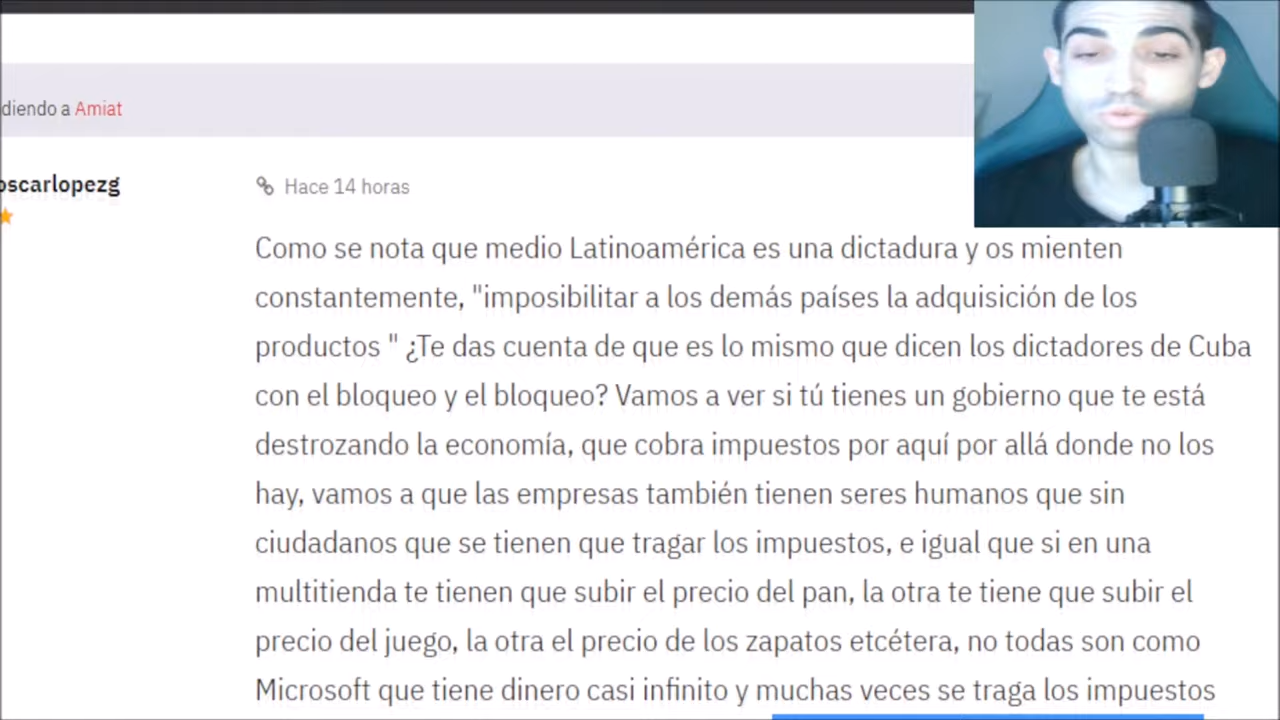 diendo a Amiat
oscarlopezg
Hace 14 horas
Como se nota que medio Latinoamérica es una dictadura y os mienten
constantemente, "imposibilitar a los demás países la adquisición de los
productos " ¿Te das cuenta de que es lo mismo que dicen los dictadores de Cuba
con el bloqueo y el bloqueo? Vamos a ver si tú tienes un gobierno que te está
destrozando la economía, que cobra impuestos por aquí por allá donde no los
hay, vamos a que las empresas también tienen seres humanos que sin
ciudadanos que se tienen que tragar los impuestos, e igual que si en una
multitienda te tienen que subir el precio del pan, la otra te tiene que subir el
precio del juego, la otra el precio de los zapatos etcétera, no todas son como
Microsoft que tiene dinero casi infinito y muchas veces se traga los impuestos